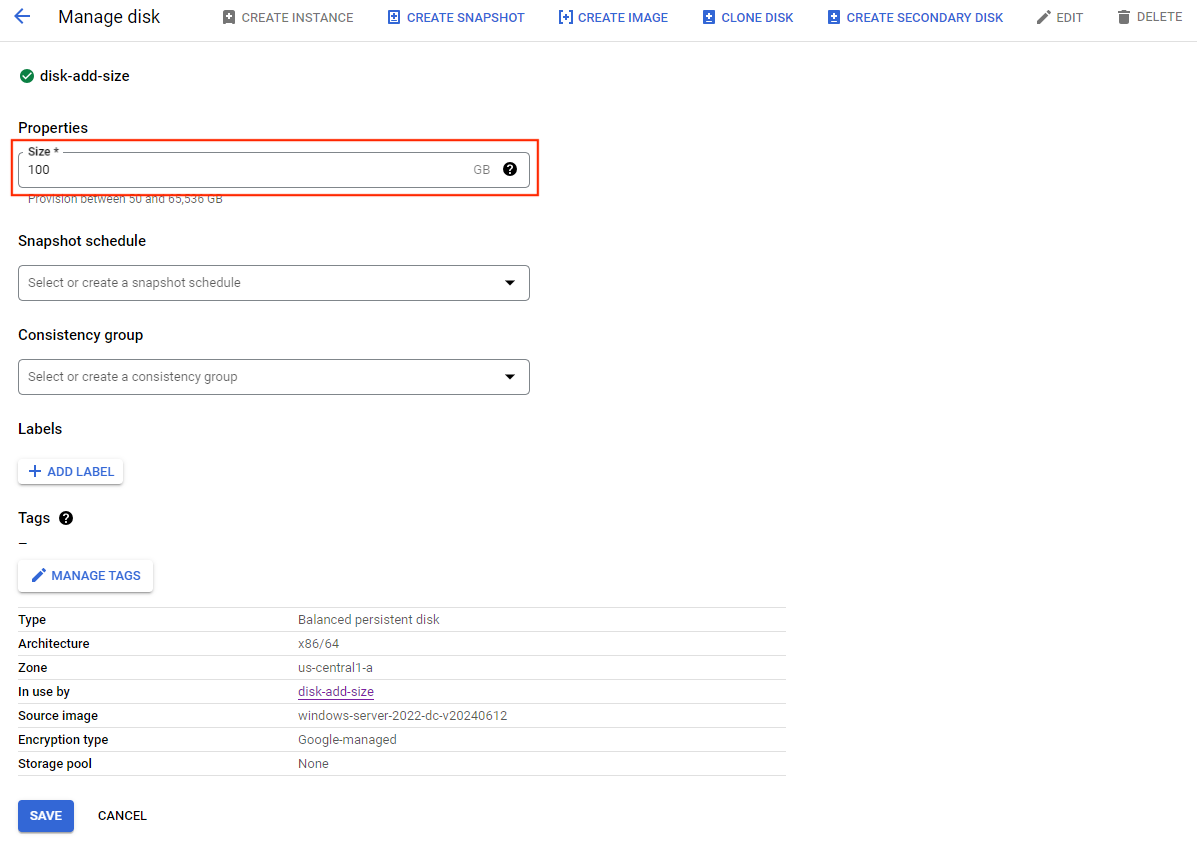 Manage disk CREATE INSTANCE CREATE SNAPSHOT CREATE IMAGE CLONE DISK CREATE SECONDARY DISK EDIT DELETE
disk-add-size
Properties
Size *
100 GB
Provision between 50 and 65,536 GB
Snapshot schedule
Select or create a snapshot schedule
Consistency group
Select or create a consistency group
Labels
ADD LABEL
Tags
–
MANAGE TAGS
Type Balanced persistent disk
Architecture x86/64
Zone us-central1-a
In use by disk-add-size
Source image windows-server-2022-dc-v20240612
Encryption type Google-managed
Storage pool None
SAVE CANCEL